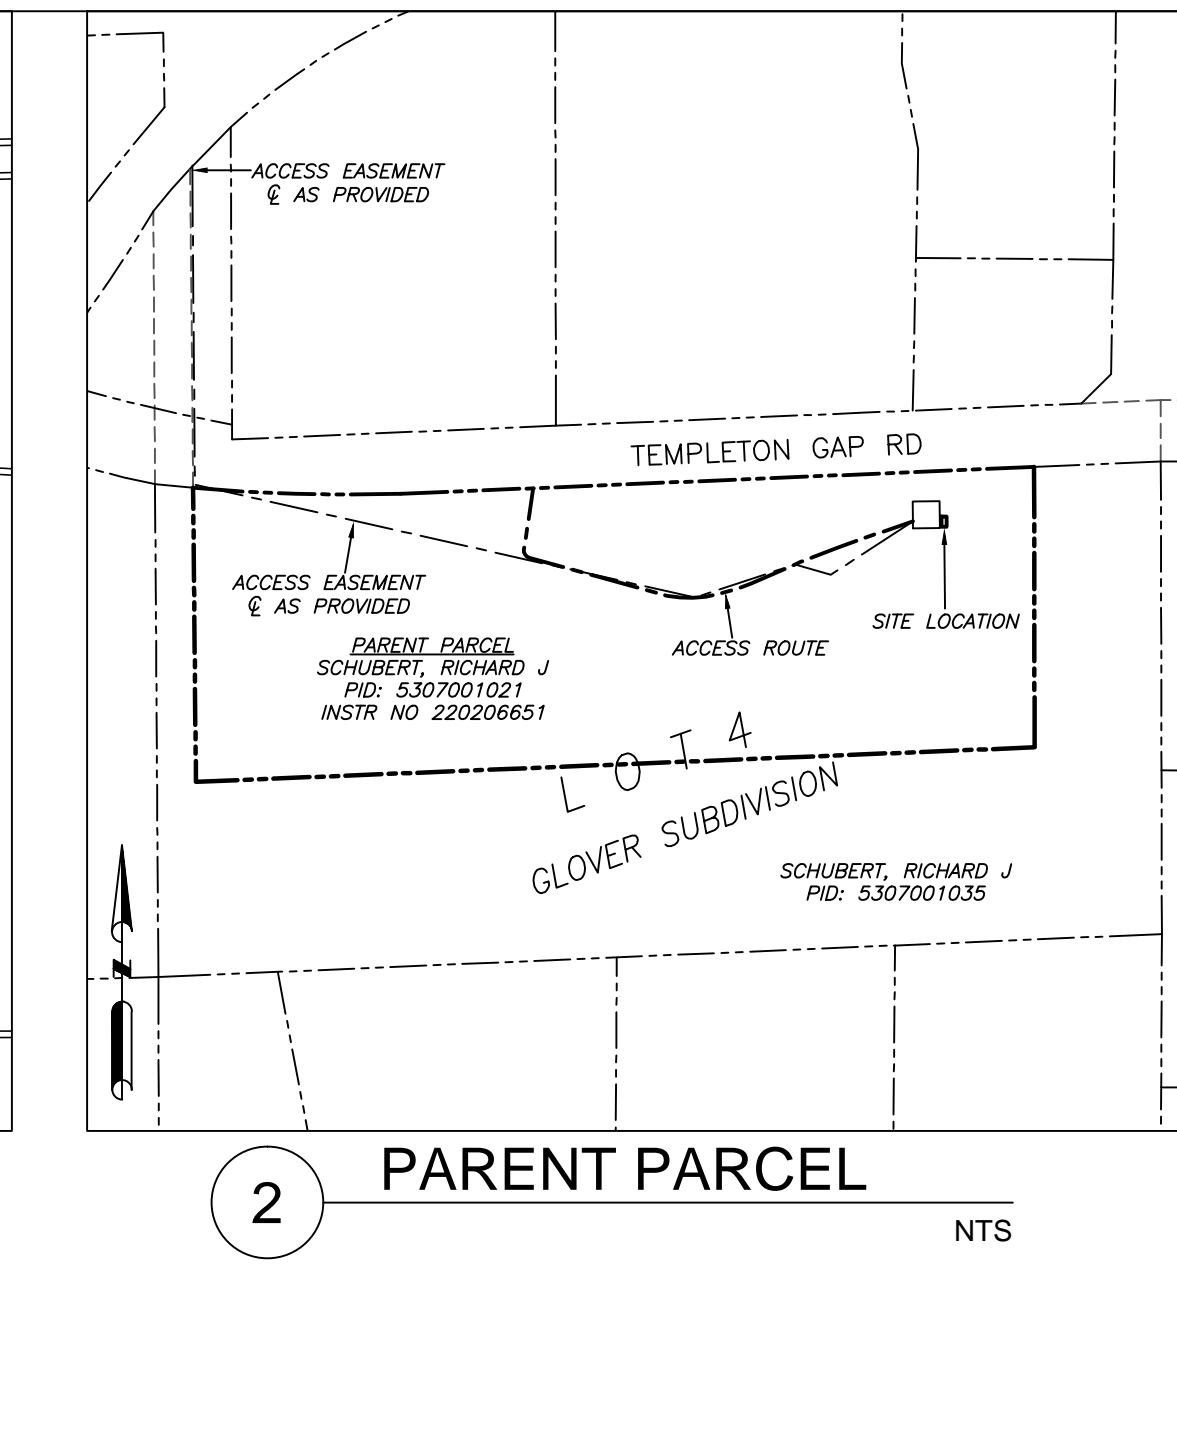 ACCESS EASEMENT
℄ AS PROVIDED
TEMPLETON GAP RD
ACCESS EASEMENT
℄ AS PROVIDED
SITE LOCATION
ACCESS ROUTE
PARENT PARCEL
SCHUBERT, RICHARD J
PID: 5307001021
INSTR NO 220206651
LOT 4
GLOVER SUBDIVISION
SCHUBERT, RICHARD J
PID: 5307001035
N
2
PARENT PARCEL
NTS